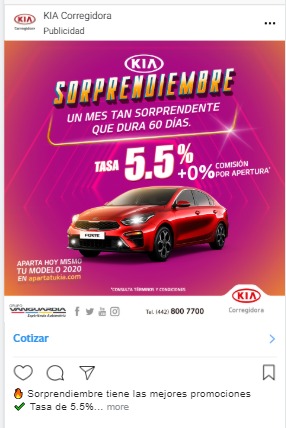 KIA
Corregidora
KIA Corregidora
Publicidad
KIA
SORPRENDIEMBRE
UN MES TAN SORPRENDENTE
QUE DURA 60 DÍAS.
TASA 5.5% +0% COMISIÓN
POR APERTURA*
FORTE
APARTA HOY MISMO
TU MODELO 2020
EN apartatukia.com
*CONSULTA TÉRMINOS Y CONDICIONES
GRUPO
VANGUARDIA
Experiencia Automotriz
Tel. (442) 800 7700
KIA
Corregidora
Cotizar
🔥 Sorprendiembre tiene las mejores promociones
✔ Tasa de 5.5%... more